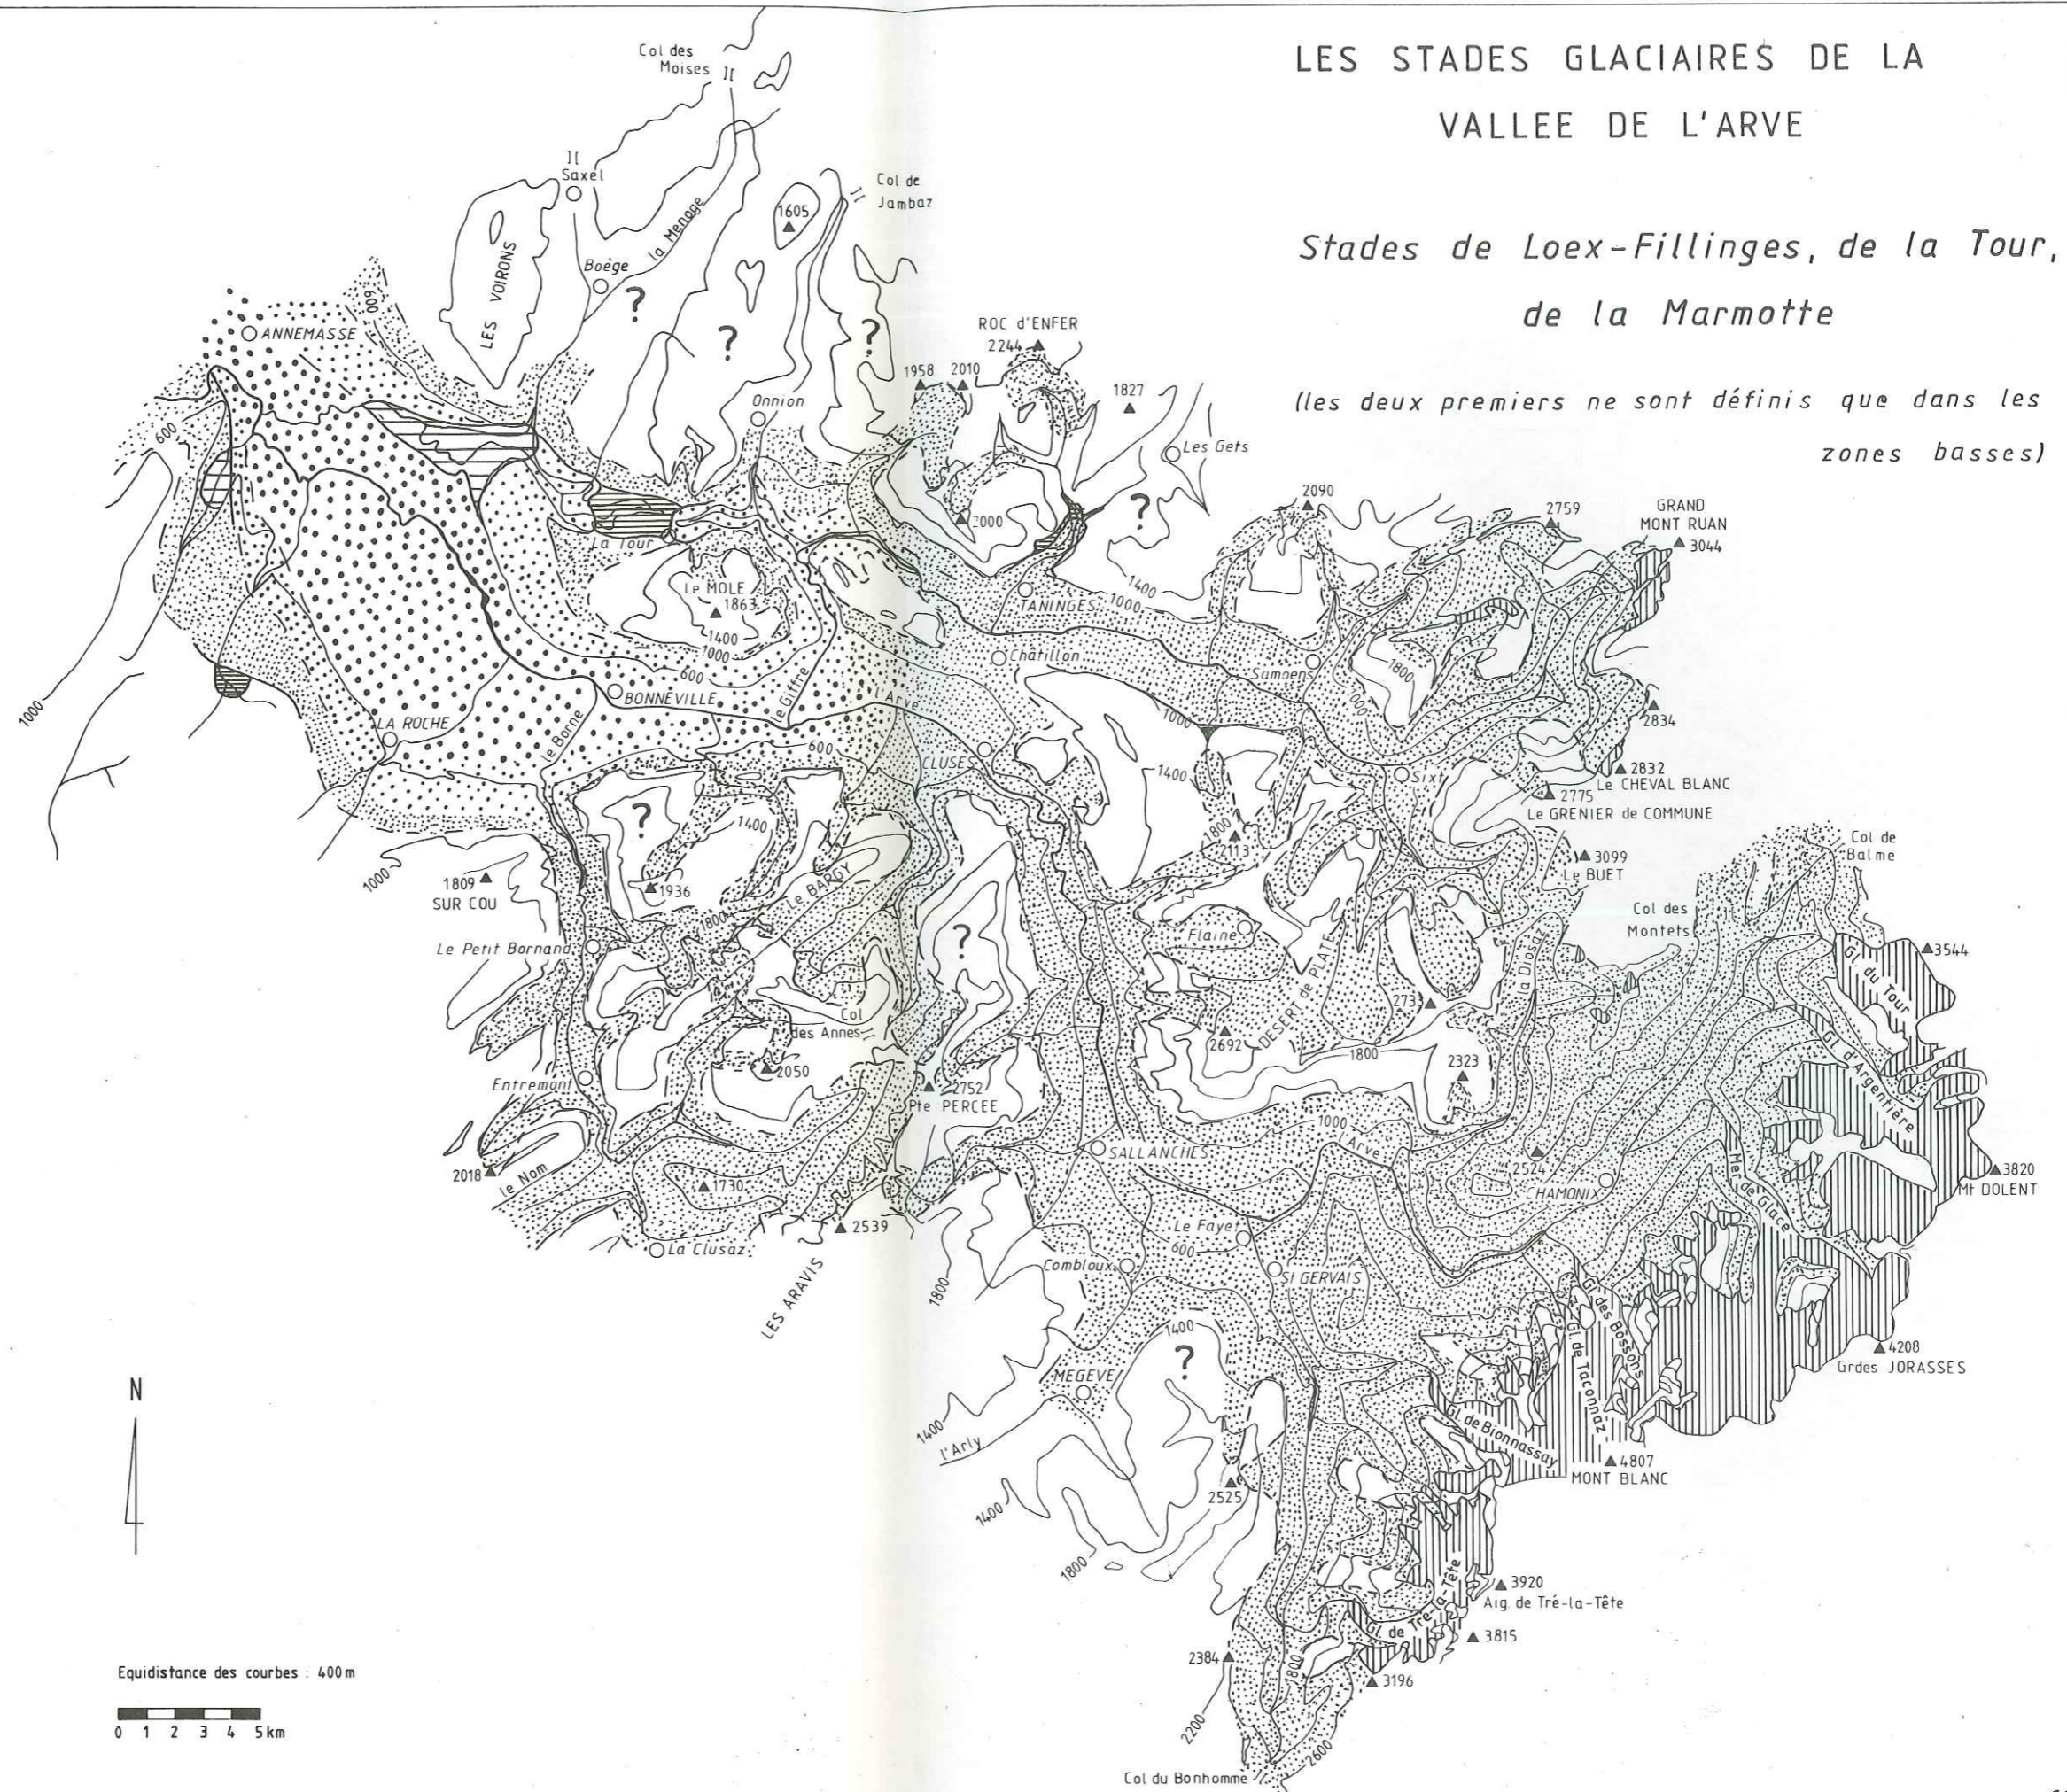 LES STADES GLACIAIRES DE LA
VALLEE DE L'ARVE
Stades de Loex-Fillinges, de la Tour,
de la Marmotte
(les deux premiers ne sont définis que dans les
zones basses)
Col des
Moises
Saxel
la Menoge
1605
Col de
Jambaz
Boège
?
LES VOIRONS
600
ANNEMASSE
?
?
ROC d'ENFER
2244
1958
2010
1827
Onnion
Les Gets
600
?
2000
2090
2759
GRAND
MONT RUAN
3044
La Tour
Le MOLE
1863
1400
1000
600
TANINGES
1400
1000
Châtillon
Samoens
1800
1000
2834
1000
LA ROCHE
BONNEVILLE
le Giffre
l'Arve
le Borne
600
CLUSES
1000
1400
Sixt
2832
Le CHEVAL BLANC
2775
Le GRENIER de COMMUNE
?
1400
1800
2113
3099
Le BUET
Col de
Balme
1000
1809
SUR COU
1936
Le BARGY
1800
Col des
Montets
Le Petit Bornand
?
Flaine
DESERT de PLATE
la Diosaz
3544
Gl. du Tour
2733
Col
des Annes
2692
1800
2323
Gl. d'Argentière
2050
Entremont
2752
Pte PERCEE
1000
Arve
SALLANCHES
2524
CHAMONIX
Mer de Glace
3820
Mt DOLENT
2018
le Nom
1730
2539
La Clusaz
LES ARAVIS
Le Fayet
600
Combloux
St GERVAIS
1800
Gl. des Bossons
Gl. de Taconnaz
4208
Grdes JORASSES
1400
?
MEGEVE
N
1400
l'Arly
Gl. de Bionnassay
4807
MONT BLANC
2525
1400
1800
3920
Aig. de Tré-la-Tête
Gl. de Tré-la-Tête
3815
2384
1800
3196
2200
2600
Col du Bonhomme
Equidistance des courbes : 400 m
0 1 2 3 4 5 km